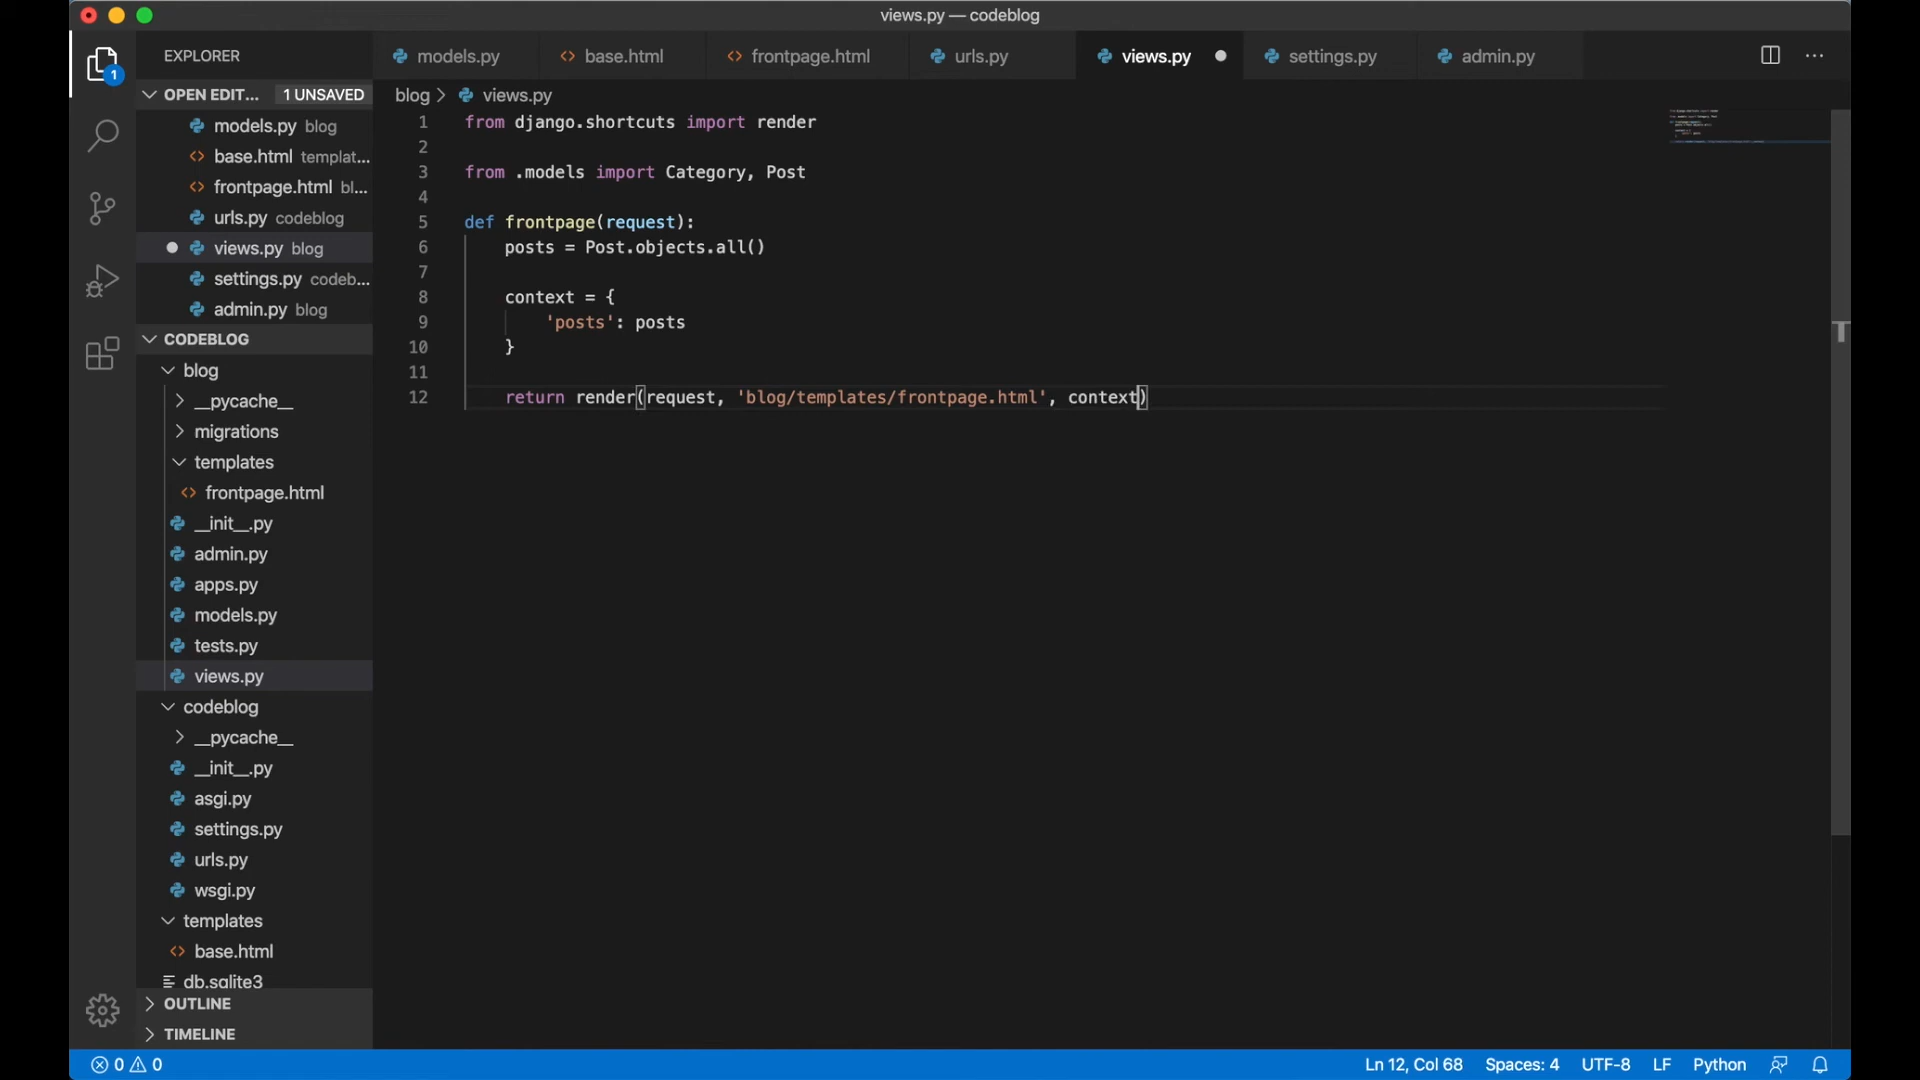 views.py — codeblog
EXPLORER
models.py
base.html
frontpage.html
urls.py
views.py
settings.py
admin.py
OPEN EDIT... 1 UNSAVED
models.py blog
base.html templat...
frontpage.html bl...
urls.py codeblog
views.py blog
settings.py codeb...
admin.py blog
CODEBLOG
blog
__pycache__
migrations
templates
frontpage.html
__init__.py
admin.py
apps.py
models.py
tests.py
views.py
codeblog
__pycache__
__init__.py
asgi.py
settings.py
urls.py
wsgi.py
templates
base.html
db.sqlite3
OUTLINE
TIMELINE
1
blog > views.py
1 from django.shortcuts import render
2
3 from .models import Category, Post
4
5 def frontpage(request):
6 posts = Post.objects.all()
7
8 context = {
9 'posts': posts
10 }
11
12 return render(request, 'blog/templates/frontpage.html', context)
0 0
Ln 12, Col 68
Spaces: 4
UTF-8
LF
Python